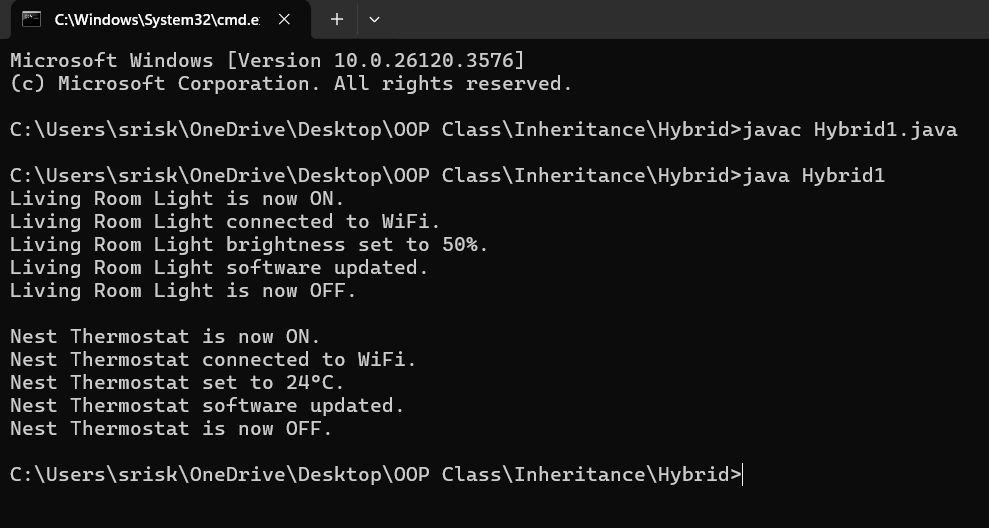 C:\Windows\System32\cmd.e
Microsoft Windows [Version 10.0.26120.3576]
(c) Microsoft Corporation. All rights reserved.
C:\Users\srisk\OneDrive\Desktop\OOP Class\Inheritance\Hybrid>javac Hybrid1.java
C:\Users\srisk\OneDrive\Desktop\OOP Class\Inheritance\Hybrid>java Hybrid1
Living Room Light is now ON.
Living Room Light connected to WiFi.
Living Room Light brightness set to 50%.
Living Room Light software updated.
Living Room Light is now OFF.
Nest Thermostat is now ON.
Nest Thermostat connected to WiFi.
Nest Thermostat set to 24°C.
Nest Thermostat software updated.
Nest Thermostat is now OFF.
C:\Users\srisk\OneDrive\Desktop\OOP Class\Inheritance\Hybrid>